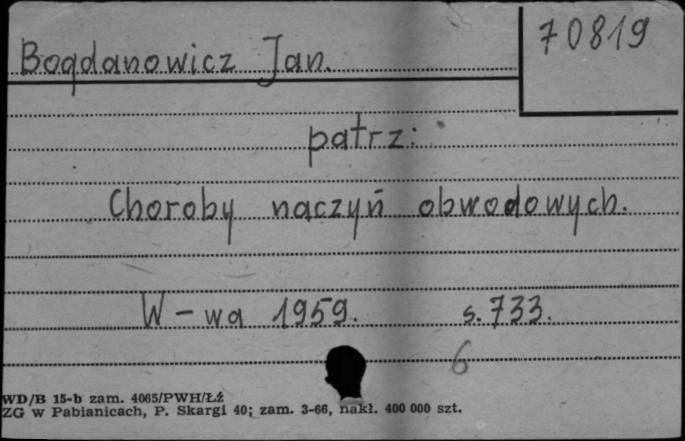 70819
Bogdanowicz Jan.
patrz:
Choroby naczyń obwodowych.
W-wa 1959. s. 733.
6
WD/B 15-b zam. 4065/PWH/Łź
ZG w Pabianicach, P. Skargi 40; zam. 3-66, nakł. 400 000 szt.